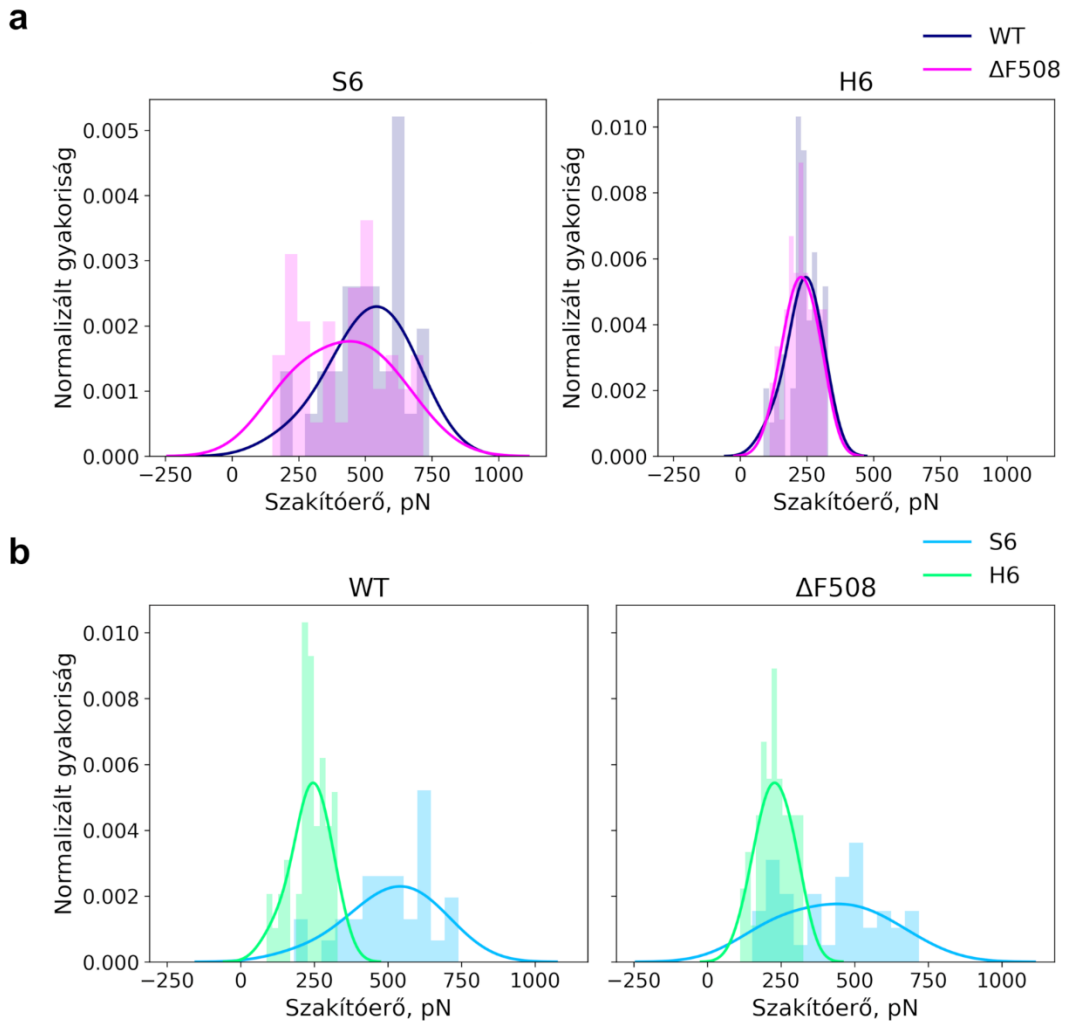 a
WT
ΔF508
S6
H6
Normalizált gyakoriság
0.005
0.004
0.003
0.002
0.001
0.000
−250 0 250 500 750 1000
Szakítóerő, pN
Normalizált gyakoriság
0.010
0.008
0.006
0.004
0.002
0.000
−250 0 250 500 750 1000
Szakítóerő, pN
b
S6
H6
WT
ΔF508
Normalizált gyakoriság
0.010
0.008
0.006
0.004
0.002
0.000
−250 0 250 500 750 1000
Szakítóerő, pN
−250 0 250 500 750 1000
Szakítóerő, pN